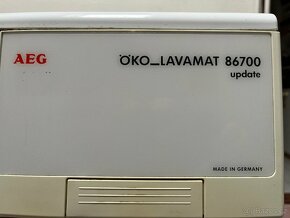 AEG ÖKO_LAVAMAT 86700
update
MADE IN GERMANY